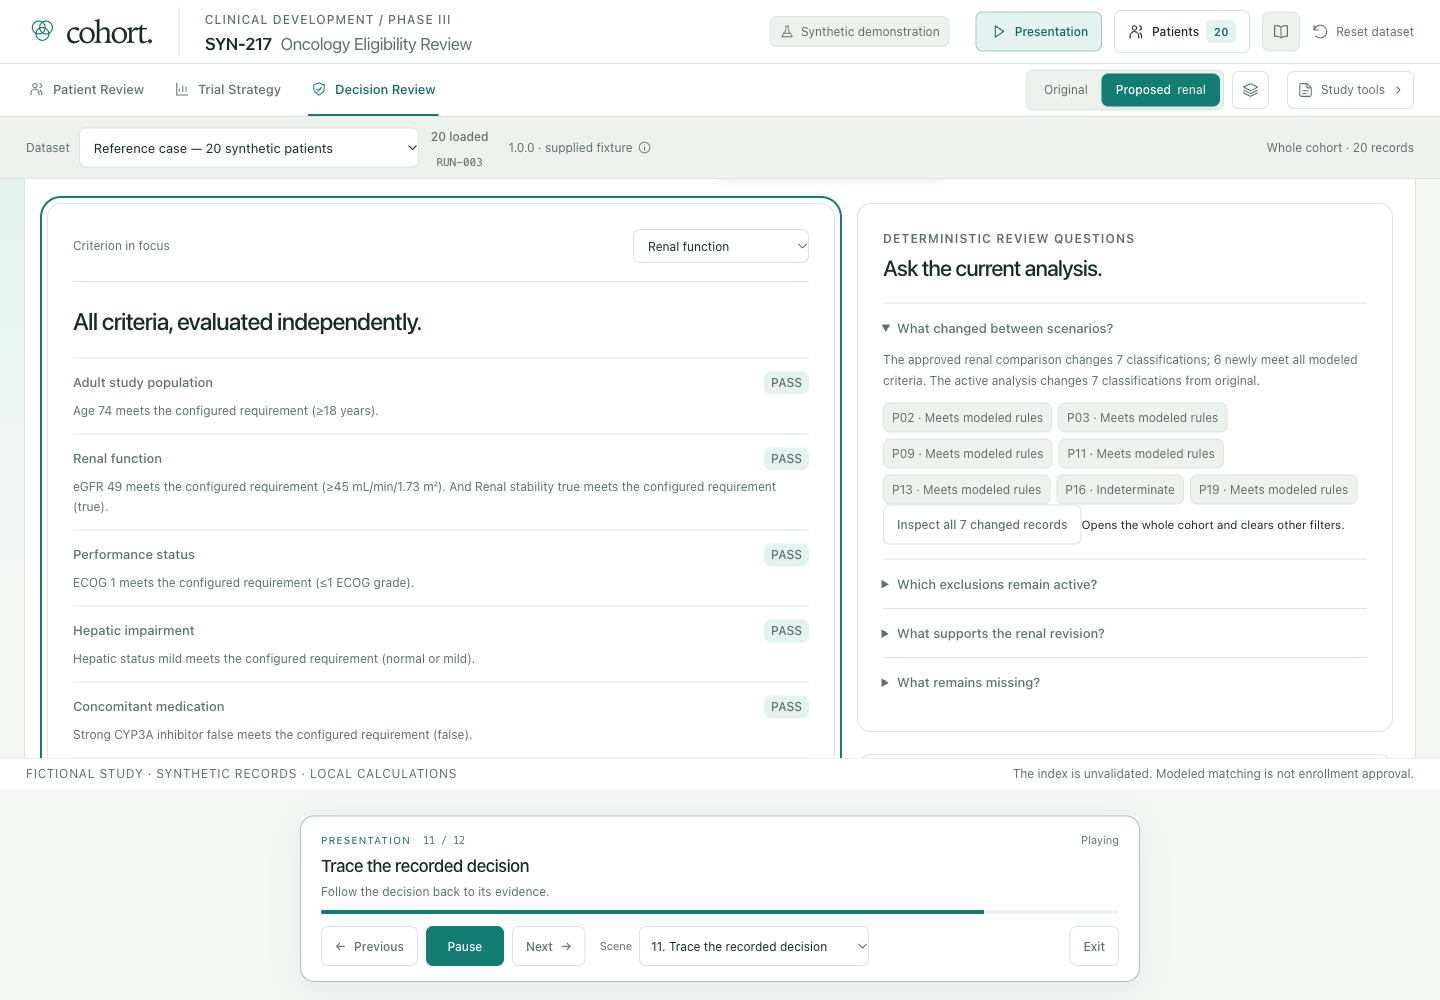 cohort.
CLINICAL DEVELOPMENT / PHASE III
SYN-217 Oncology Eligibility Review
Synthetic demonstration
Presentation
Patients 20
Reset dataset
Patient Review
Trial Strategy
Decision Review
Original
Proposed renal
Study tools
Dataset
Reference case — 20 synthetic patients
20 loaded
RUN-003
1.0.0 · supplied fixture
Whole cohort · 20 records
Criterion in focus
Renal function
All criteria, evaluated independently.
Adult study population
PASS
Age 74 meets the configured requirement (≥18 years).
Renal function
PASS
eGFR 49 meets the configured requirement (≥45 mL/min/1.73 m²). And Renal stability true meets the configured requirement
(true).
Performance status
PASS
ECOG 1 meets the configured requirement (≤1 ECOG grade).
Hepatic impairment
PASS
Hepatic status mild meets the configured requirement (normal or mild).
Concomitant medication
PASS
Strong CYP3A inhibitor false meets the configured requirement (false).
DETERMINISTIC REVIEW QUESTIONS
Ask the current analysis.
What changed between scenarios?
The approved renal comparison changes 7 classifications; 6 newly meet all modeled
criteria. The active analysis changes 7 classifications from original.
P02 · Meets modeled rules
P03 · Meets modeled rules
P09 · Meets modeled rules
P11 · Meets modeled rules
P13 · Meets modeled rules
P16 · Indeterminate
P19 · Meets modeled rules
Inspect all 7 changed records
Opens the whole cohort and clears other filters.
Which exclusions remain active?
What supports the renal revision?
What remains missing?
FICTIONAL STUDY · SYNTHETIC RECORDS · LOCAL CALCULATIONS
The index is unvalidated. Modeled matching is not enrollment approval.
PRESENTATION 11 / 12
Playing
Trace the recorded decision
Follow the decision back to its evidence.
← Previous
Pause
Next →
Scene
11. Trace the recorded decision
Exit